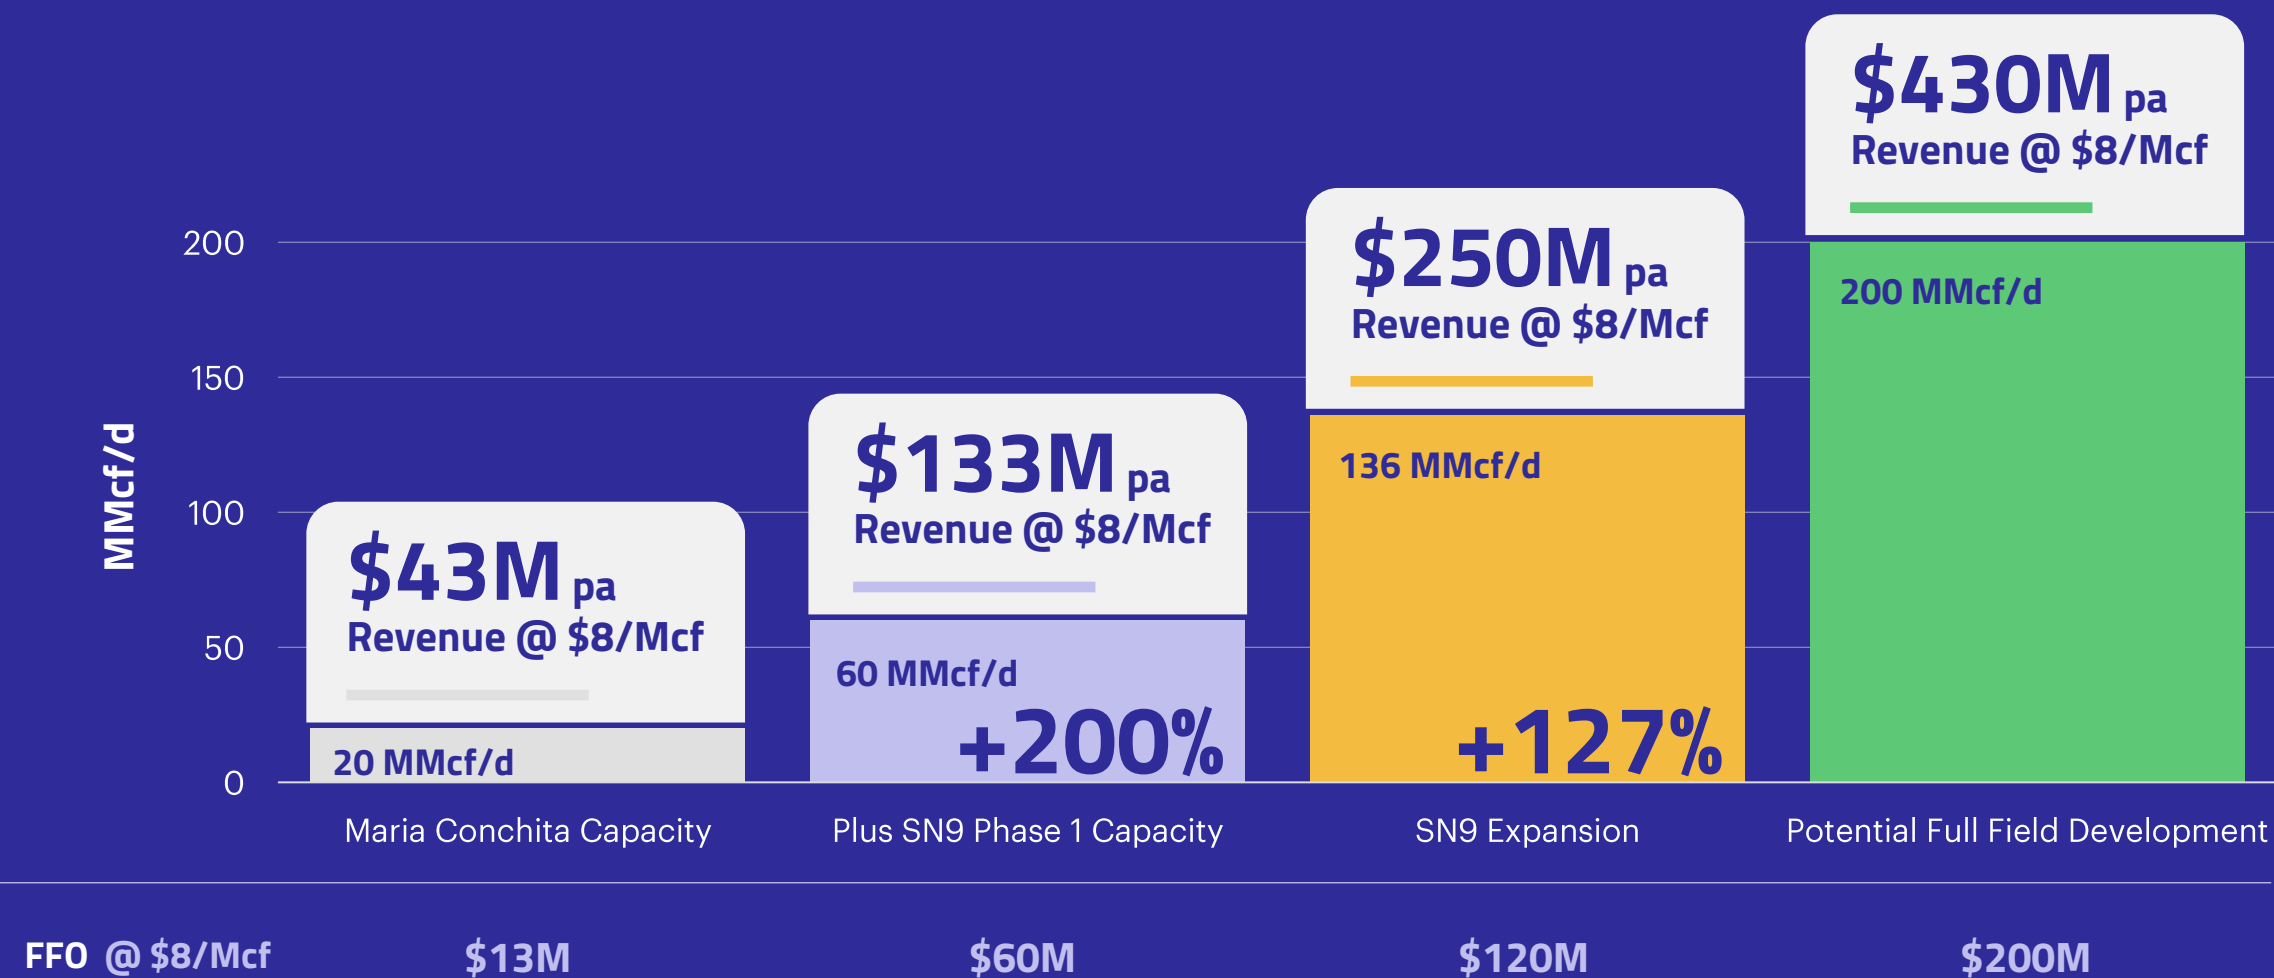 $430M pa
Revenue @ $8/Mcf
$250M pa
Revenue @ $8/Mcf
$133M pa
Revenue @ $8/Mcf
$43M pa
Revenue @ $8/Mcf
MMcf/d
200
150
100
50
0
20 MMcf/d
60 MMcf/d
+200%
136 MMcf/d
+127%
200 MMcf/d
Maria Conchita Capacity
Plus SN9 Phase 1 Capacity
SN9 Expansion
Potential Full Field Development
FFO @ $8/Mcf
$13M
$60M
$120M
$200M